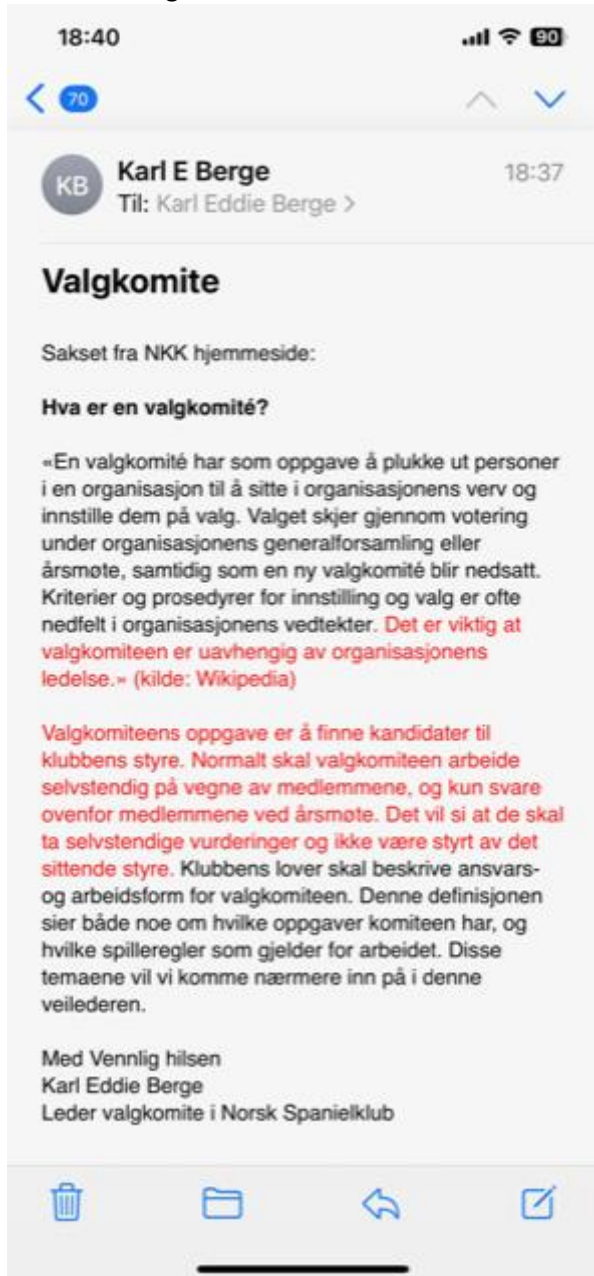 18:40
90
70
KB
Karl E Berge
18:37
Til: Karl Eddie Berge >
Valgkomite
Sakset fra NKK hjemmeside:
Hva er en valgkomité?
«En valgkomité har som oppgave å plukke ut personer
i en organisasjon til å sitte i organisasjonens verv og
innstille dem på valg. Valget skjer gjennom votering
under organisasjonens generalforsamling eller
årsmøte, samtidig som en ny valgkomité blir nedsatt.
Kriterier og prosedyrer for innstilling og valg er ofte
nedfelt i organisasjonens vedtekter. Det er viktig at
valgkomiteen er uavhengig av organisasjonens
ledelse.» (kilde: Wikipedia)
Valgkomiteens oppgave er å finne kandidater til
klubbens styre. Normalt skal valgkomiteen arbeide
selvstendig på vegne av medlemmene, og kun svare
ovenfor medlemmene ved årsmøte. Det vil si at de skal
ta selvstendige vurderinger og ikke være styrt av det
sittende styre. Klubbens lover skal beskrive ansvars-
og arbeidsform for valgkomiteen. Denne definisjonen
sier både noe om hvilke oppgaver komiteen har, og
hvilke spilleregler som gjelder for arbeidet. Disse
temaene vil vi komme nærmere inn på i denne
veilederen.
Med Vennlig hilsen
Karl Eddie Berge
Leder valgkomite i Norsk Spanielklub